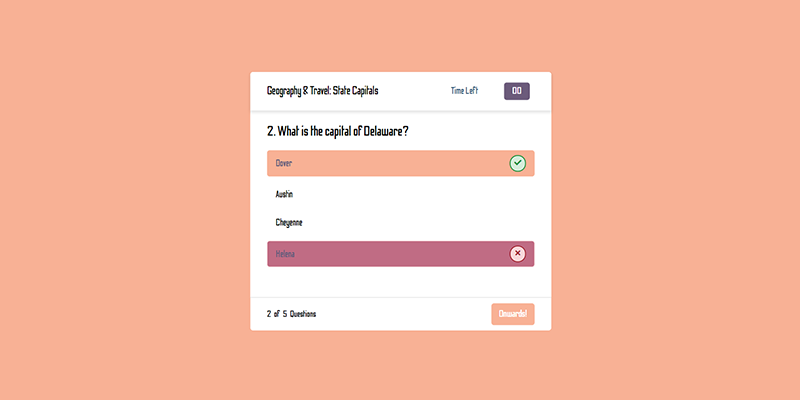 Geography & Travel: State Capitals
Time Left
00
2. What is the capital of Delaware?
Dover
Austin
Cheyenne
Helena
2 of 5 Questions
Onwards!